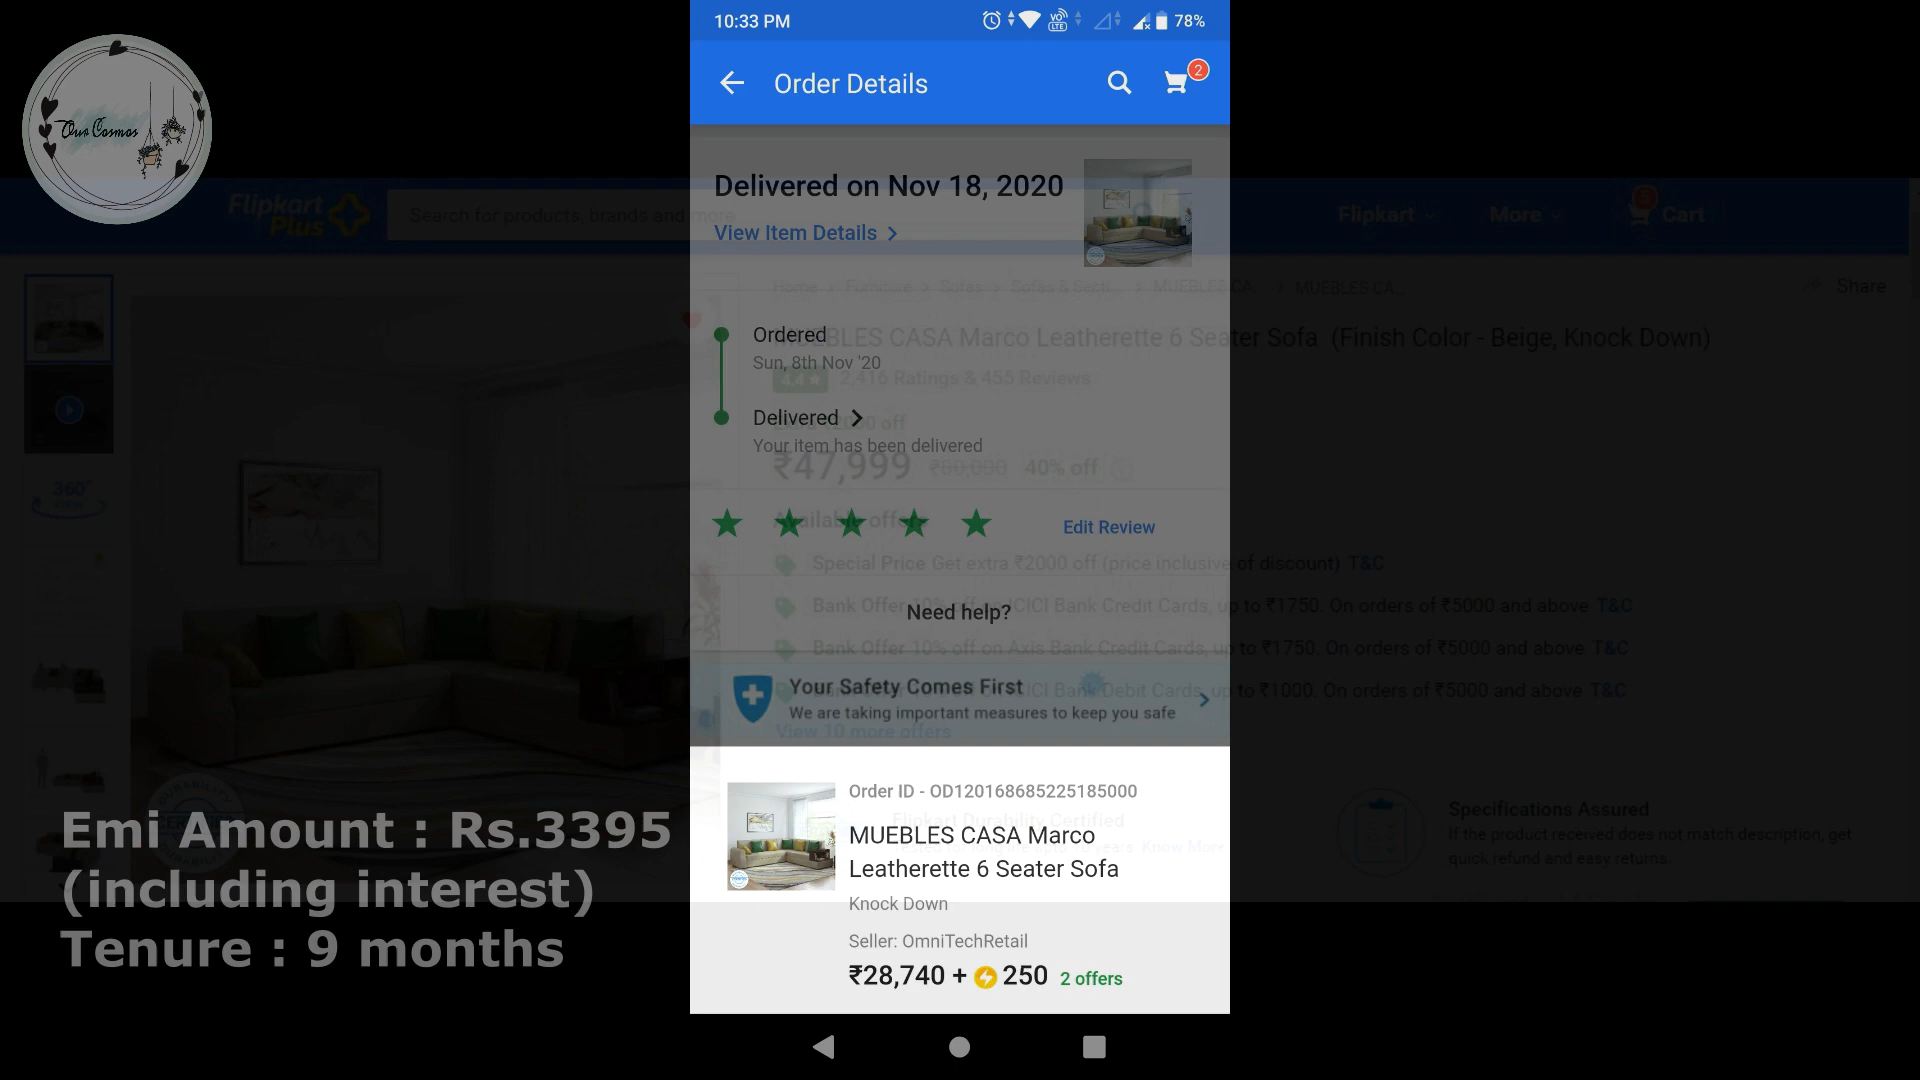 10:33 PM
VO
LTE
78%
Order Details
2
Our Cosmos
Delivered on Nov 18, 2020
View Item Details
Flipkart
Plus
Search for products, brands and more
Flipkart
More
Cart
Home
Furniture
Sofas
Sofas & Secti...
MUEBLES CA...
MUEBLES CA...
Share
Ordered
Sun, 8th Nov '20
MUEBLES CASA Marco Leatherette 6 Seater Sofa (Finish Color - Beige, Knock Down)
4.4
2,416 Ratings & 455 Reviews
Delivered
Your item has been delivered
₹47,999 ₹80,000 40% off
360°
Available offers
Edit Review
Special Price Get extra ₹2000 off (price inclusive of discount) T&C
Bank Offer 10% off on ICICI Bank Credit Cards, up to ₹1750. On orders of ₹5000 and above T&C
Need help?
Bank Offer 10% off on Axis Bank Credit Cards, up to ₹1750. On orders of ₹5000 and above T&C
ICICI Bank Debit Cards, up to ₹1000. On orders of ₹5000 and above T&C
Your Safety Comes First
We are taking important measures to keep you safe
View 10 more offers
Order ID - OD120168685225185000
Flipkart Durability Certified
Know More
MUEBLES CASA Marco
Leatherette 6 Seater Sofa
Knock Down
Seller: OmniTechRetail
₹28,740 + 250 2 offers
Specifications Assured
If the product received does not match description, get
quick refund and easy returns.
Emi Amount : Rs.3395
(including interest)
Tenure : 9 months